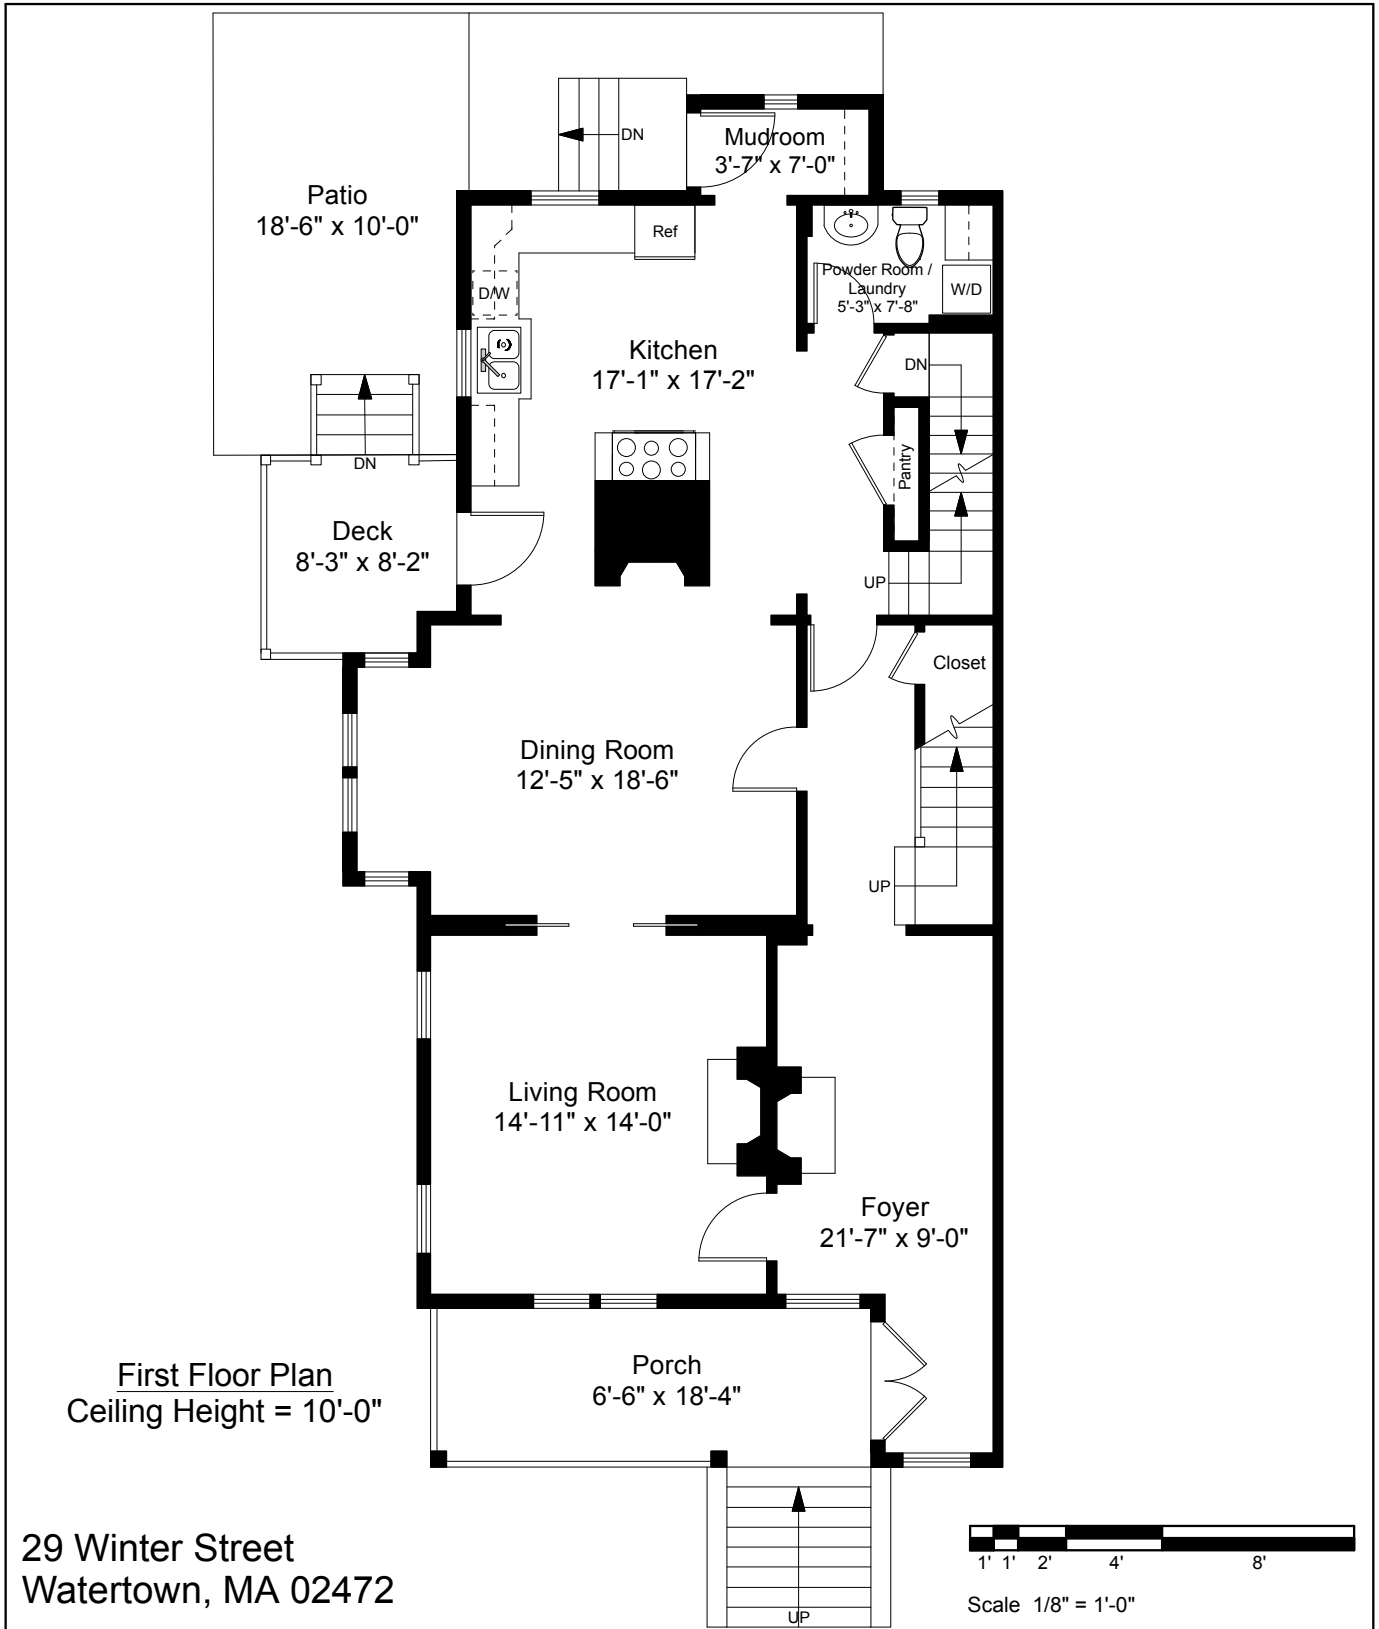 DN
Mudroom
3'-7" x 7'-0"
Patio
18'-6" x 10'-0"
Ref
D/W
Powder Room /
Laundry
5'-3" x 7'-8"
W/D
Kitchen
17'-1" x 17'-2"
DN
DN
Pantry
Deck
8'-3" x 8'-2"
UP
Closet
Dining Room
12'-5" x 18'-6"
UP
Living Room
14'-11" x 14'-0"
Foyer
21'-7" x 9'-0"
Porch
6'-6" x 18'-4"
First Floor Plan
Ceiling Height = 10'-0"
UP
29 Winter Street
Watertown, MA 02472
1' 1' 2' 4' 8'
Scale 1/8" = 1'-0"